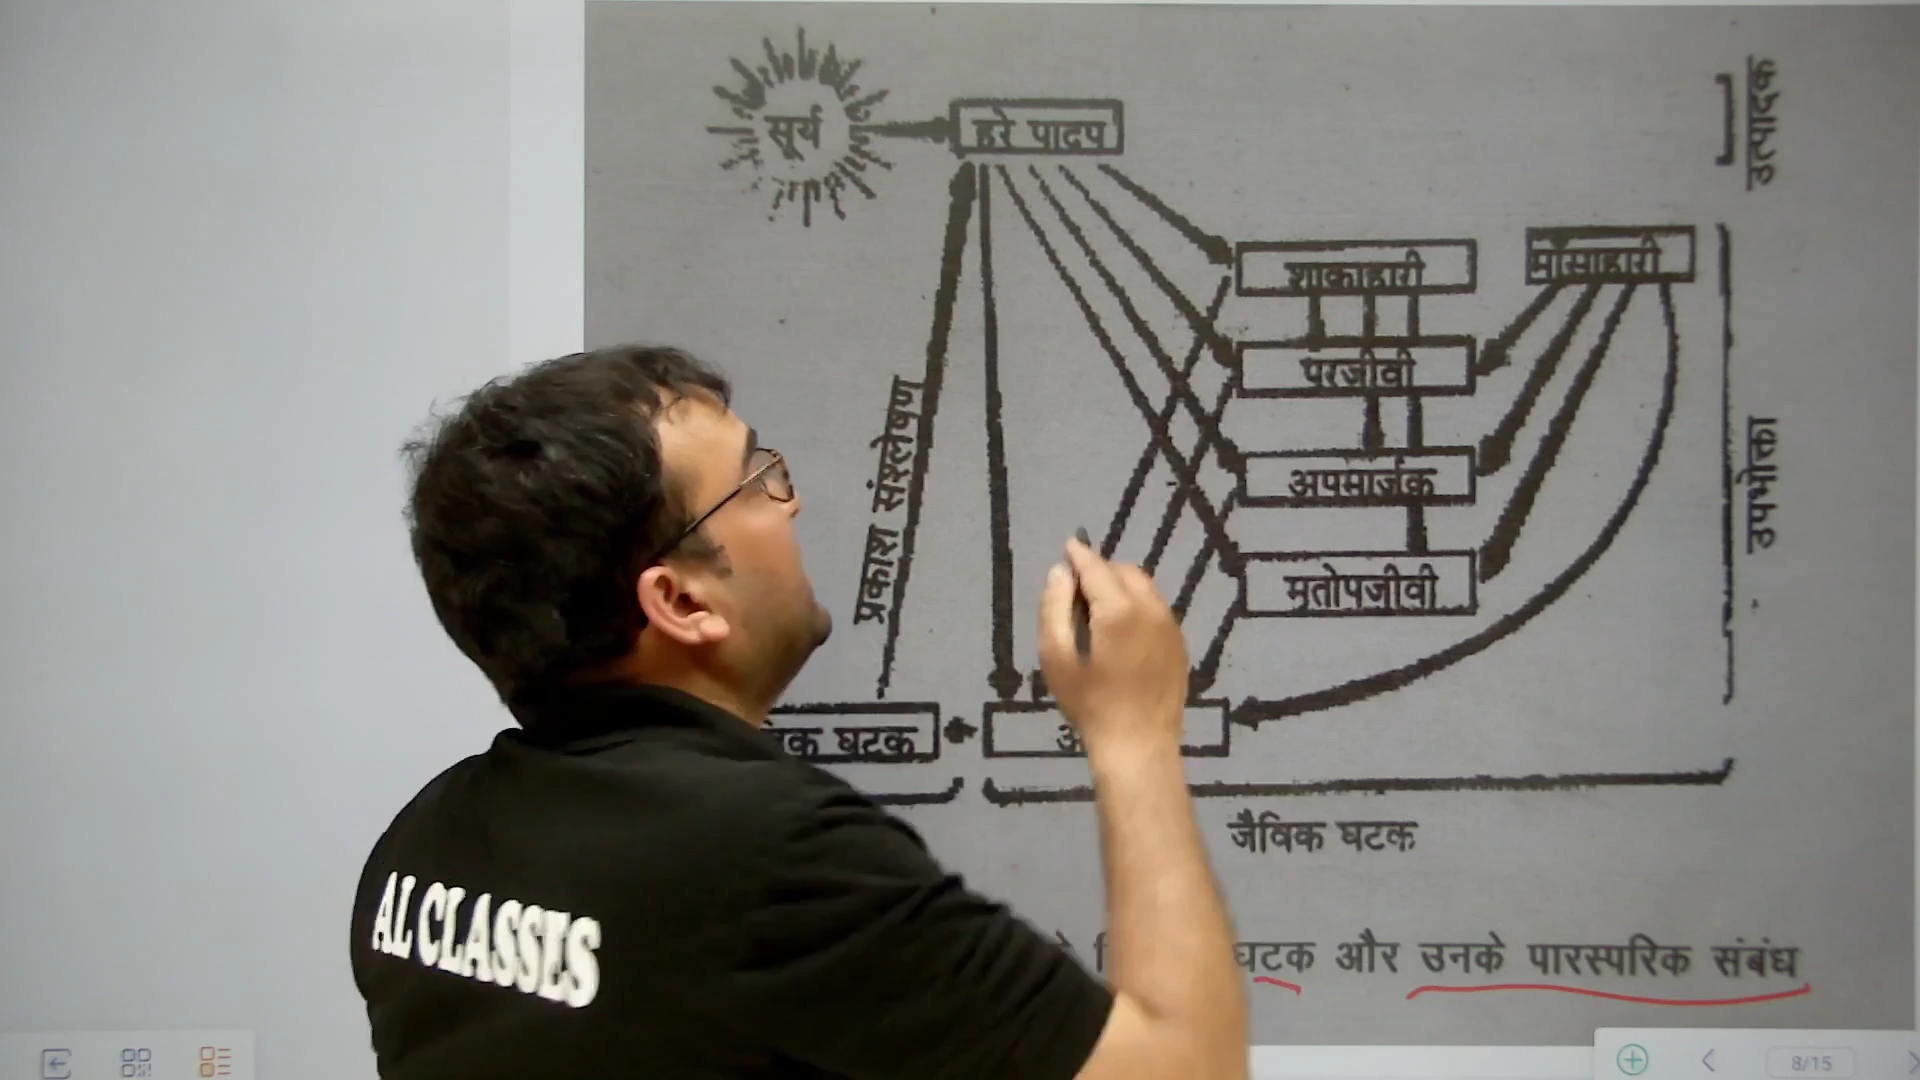 सूर्य
हरे पादप
उत्पादक
शाकाहारी
माँसाहारी
परजीवी
प्रकाश संश्लेषण
अपमार्जक
उपभोक्ता
मृतोपजीवी
घटक
जैविक घटक
घटक और उनके पारस्परिक संबंध
AL CLASSES
8/15